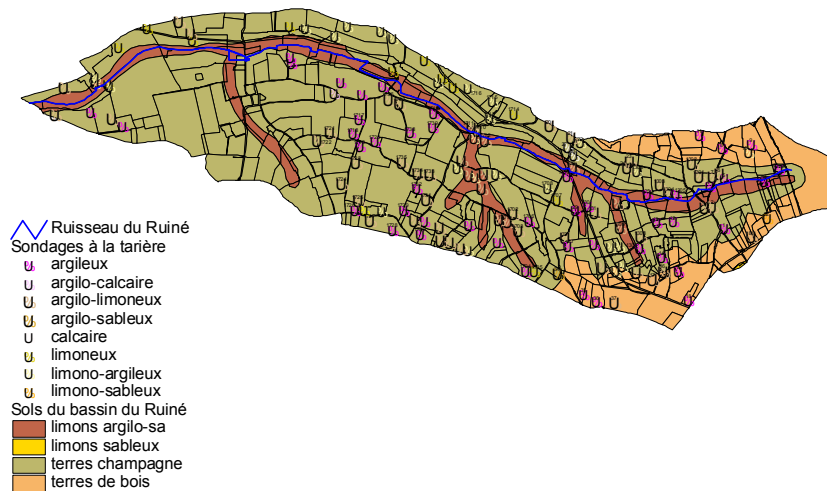 Ruisseau du Ruiné
Sondages à la tarière
argileux
argilo-calcaire
argilo-limoneux
argilo-sableux
calcaire
limoneux
limono-argileux
limono-sableux
Sols du bassin du Ruiné
limons argilo-sa
limons sableux
terres champagne
terres de bois